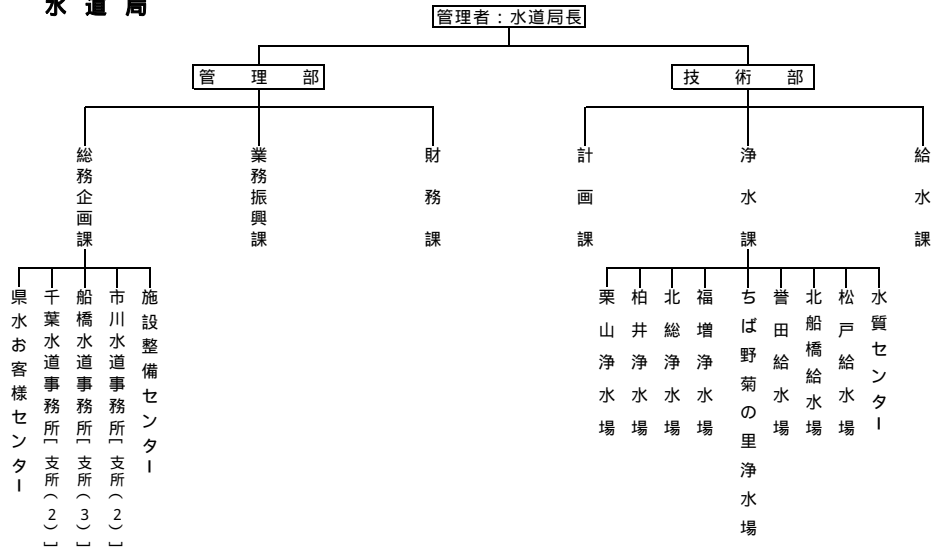 水道局
管理者：水道局長
管理部
技術部
総務企画課
業務振興課
財務課
計画課
浄水課
給水課
県水お客様センター
千葉水道事務所［支所（２）］
船橋水道事務所［支所（３）］
市川水道事務所［支所（２）］
施設整備センター
栗山浄水場
柏井浄水場
北総浄水場
福増浄水場
ちば野菊の里浄水場
誉田給水場
北船橋給水場
松戸給水場
水質センター